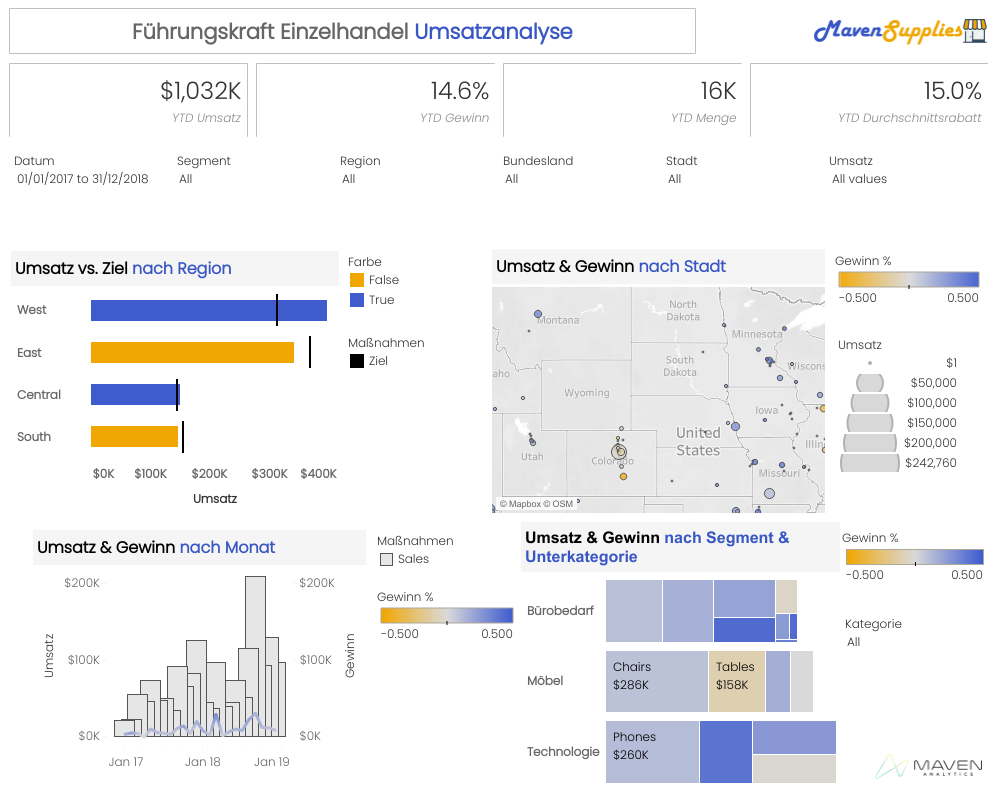 Führungskraft Einzelhandel Umsatzanalyse
MavenSupplies
$1,032K
YTD Umsatz
14.6%
YTD Gewinn
16K
YTD Menge
15.0%
YTD Durchschnittsrabatt
Datum
01/01/2017 to 31/12/2018
Segment
All
Region
All
Bundesland
All
Stadt
All
Umsatz
All values
Umsatz vs. Ziel nach Region
West
East
Central
South
$0K $100K $200K $300K $400K
Umsatz
Farbe
False
True
Maßnahmen
Ziel
Umsatz & Gewinn nach Stadt
Montana
North
Dakota
Minnesota
South
Dakota
Wiscons
aho
Wyoming
Iowa
Illin
United
States
Utah
Colorado
Missouri
© Mapbox © OSM
Gewinn %
-0.500 0.500
Umsatz
$1
$50,000
$100,000
$150,000
$200,000
$242,760
Umsatz & Gewinn nach Monat
$200K
$100K
$0K
Umsatz
$200K
$100K
$0K
Gewinn
Jan 17 Jan 18 Jan 19
Maßnahmen
Sales
Gewinn %
-0.500 0.500
Umsatz & Gewinn nach Segment &
Unterkategorie
Bürobedarf
Möbel
Chairs
$286K
Tables
$158K
Technologie
Phones
$260K
Gewinn %
-0.500 0.500
Kategorie
All
MAVEN
ANALYTICS